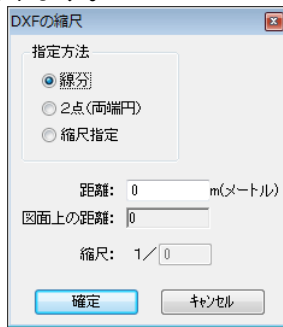 DXFの縮尺
指定方法
線分
2点(両端円)
縮尺指定
距離: 0 m(メートル)
図面上の距離: 0
縮尺: 1/ 0
確定 キャンセル